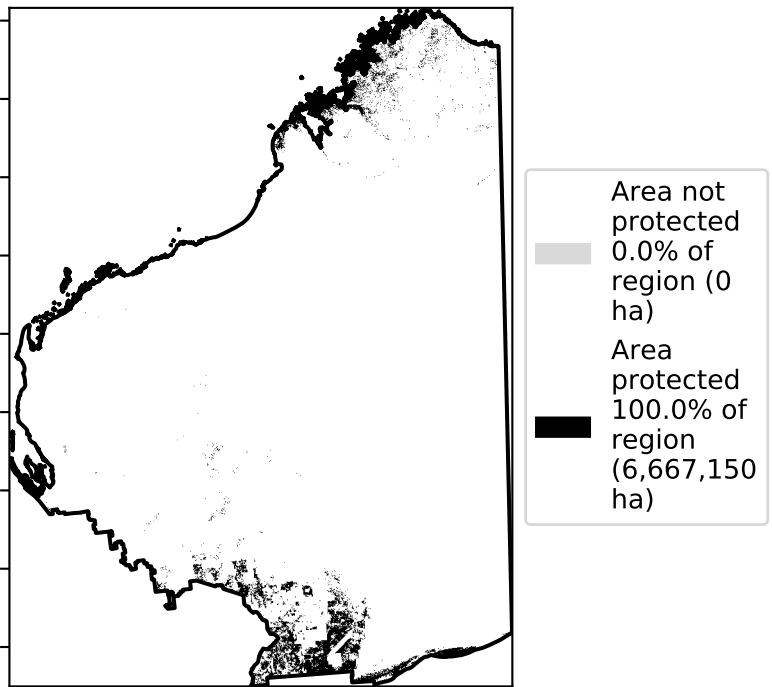 Area not
protected
0.0% of
region (0
ha)
Area
protected
100.0% of
region
(6,667,150
ha)